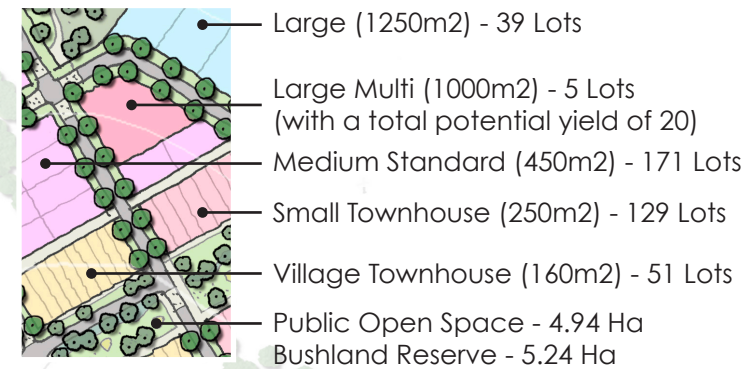 Large (1250m2) - 39 Lots
Large Multi (1000m2) - 5 Lots
(with a total potential yield of 20)
Medium Standard (450m2) - 171 Lots
Small Townhouse (250m2) - 129 Lots
Village Townhouse (160m2) - 51 Lots
Public Open Space - 4.94 Ha
Bushland Reserve - 5.24 Ha